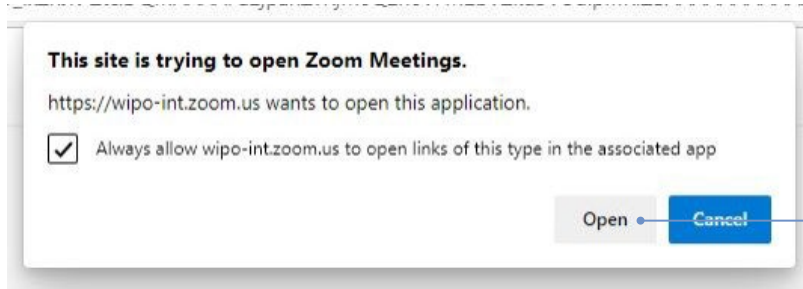 This site is trying to open Zoom Meetings.
https://wipo-int.zoom.us wants to open this application.
Always allow wipo-int.zoom.us to open links of this type in the associated app
Open Cancel